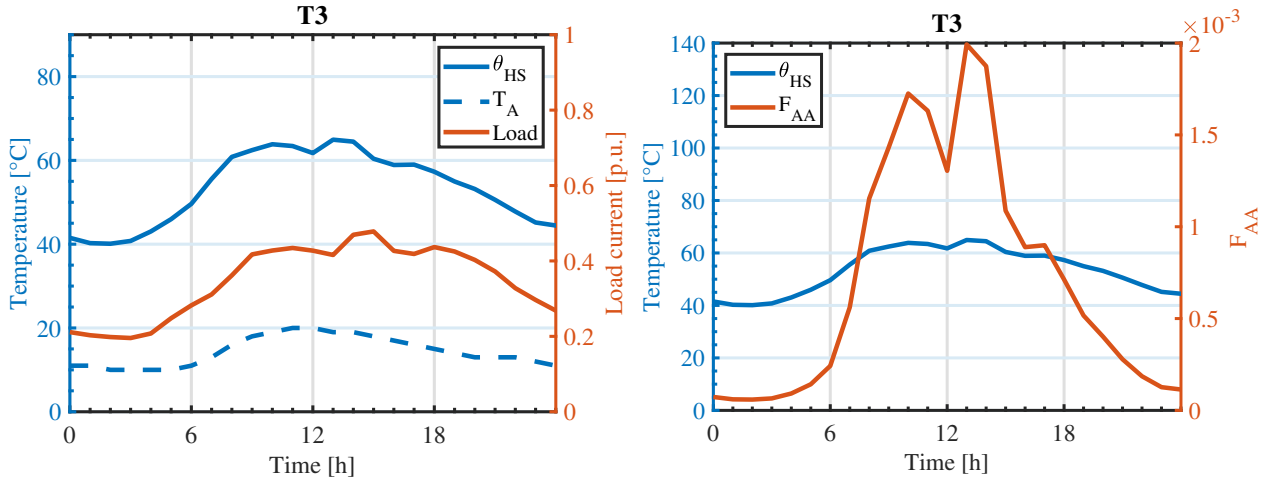 T3
θHS
TA
Load
Temperature [°C]
80
60
40
20
0
Load current [p.u.]
1
0.8
0.6
0.4
0.2
0
0 6 12 18
Time [h]
T3
×10-3
θHS
FAA
Temperature [°C]
140
120
100
80
60
40
20
0
FAA
2
1.5
1
0.5
0
0 6 12 18
Time [h]